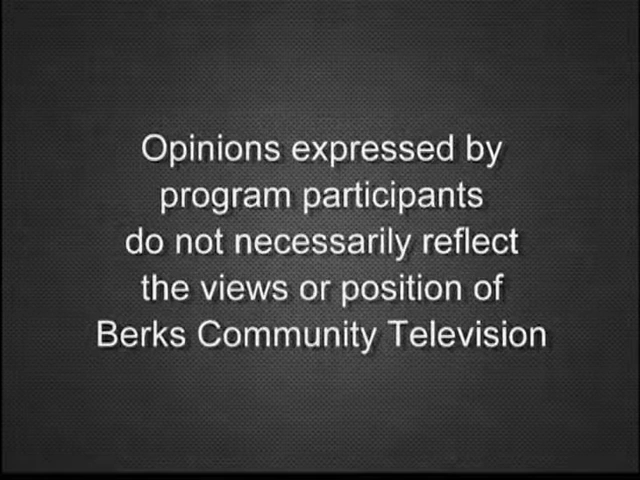 Opinions expressed by
program participants
do not necessarily reflect
the views or position of
Berks Community Television